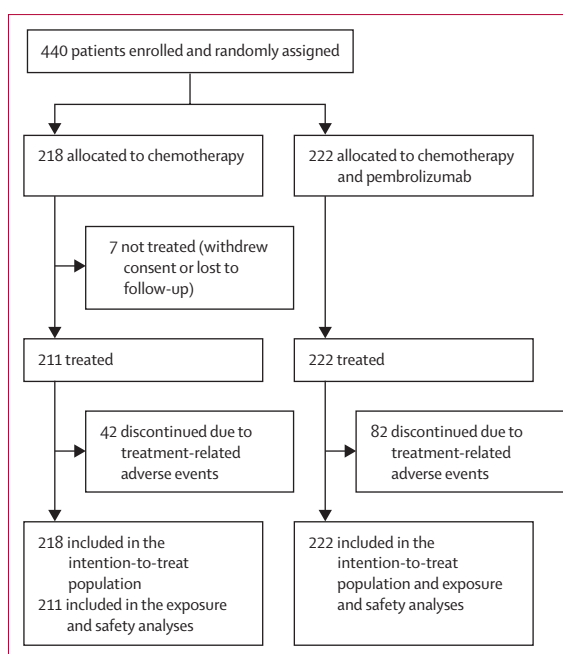 440 patients enrolled and randomly assigned
218 allocated to chemotherapy
222 allocated to chemotherapy
and pembrolizumab
7 not treated (withdrew
consent or lost to
follow-up)
211 treated
222 treated
42 discontinued due to
treatment-related
adverse events
82 discontinued due to
treatment-related
adverse events
218 included in the
intention-to-treat
population
211 included in the exposure
and safety analyses
222 included in the
intention-to-treat
population and exposure
and safety analyses